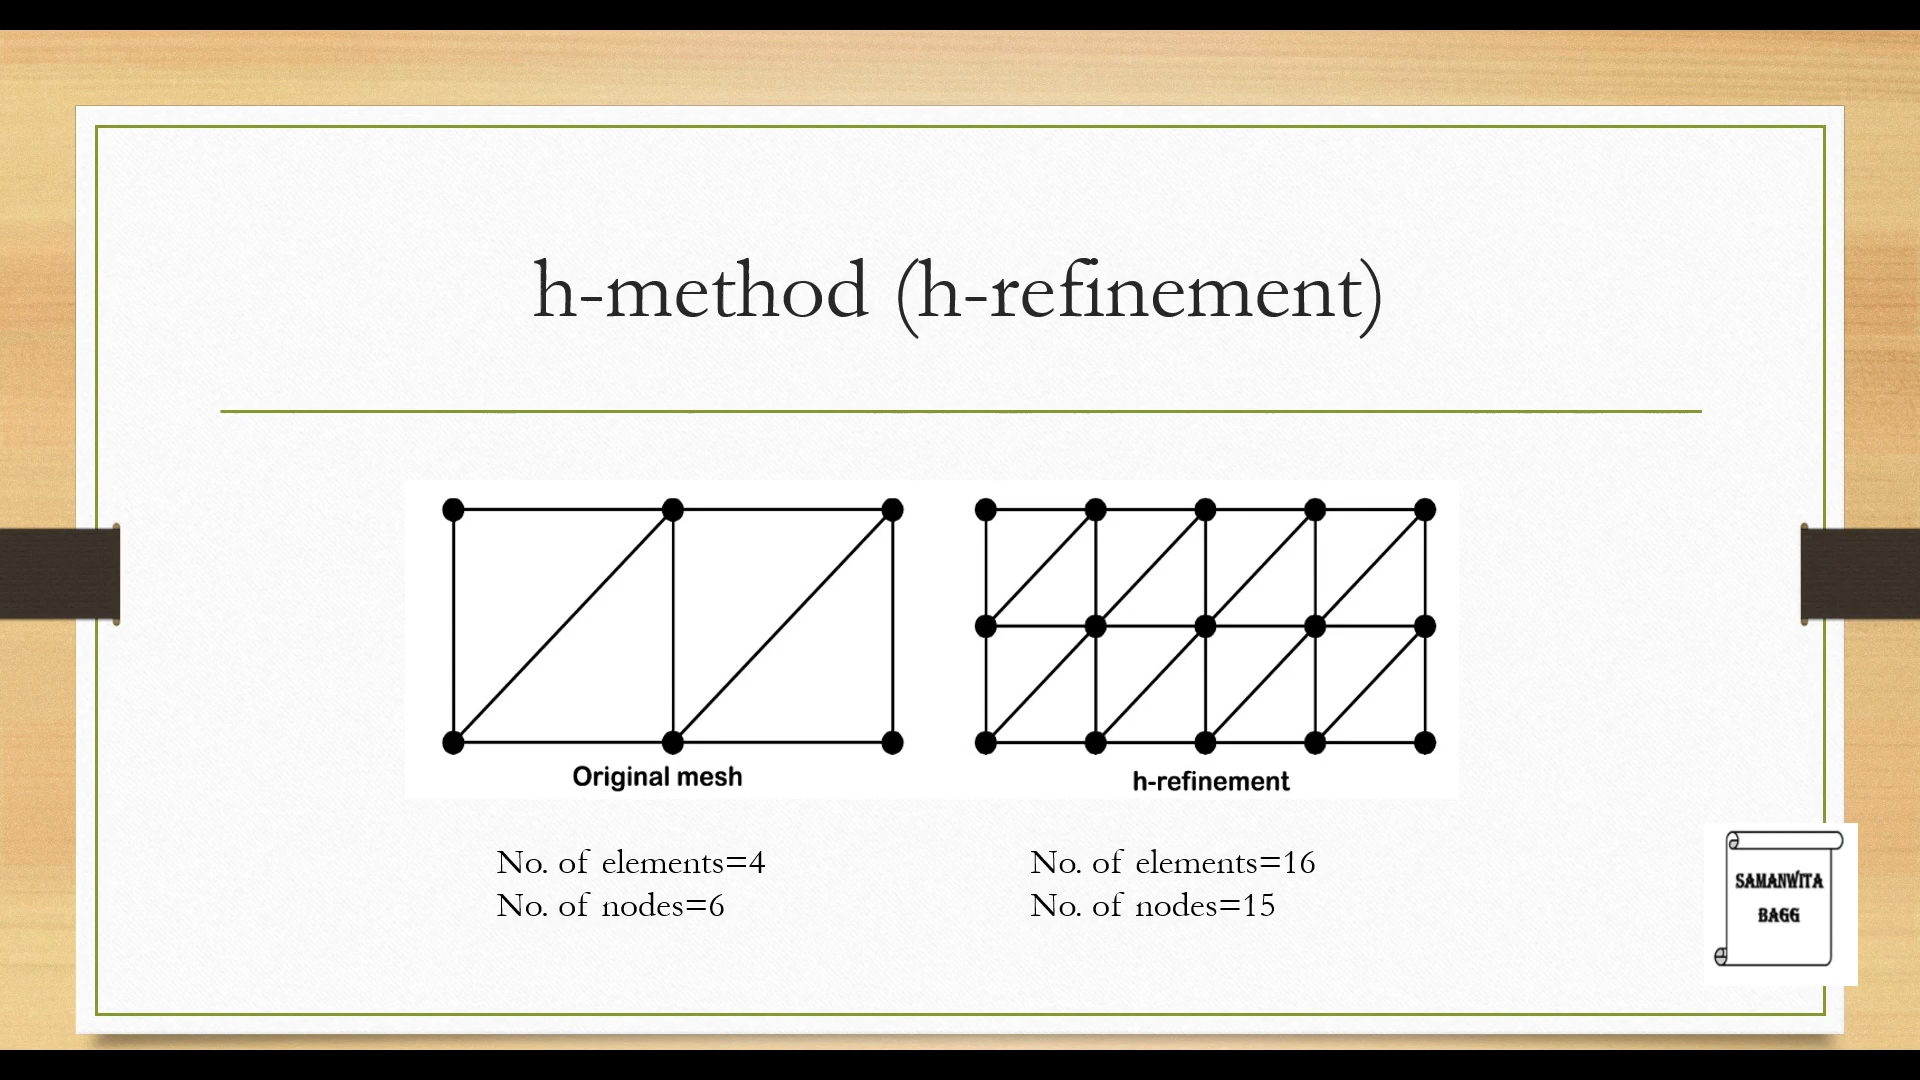 h-method (h-refinement)
Original mesh
h-refinement
No. of elements=4
No. of nodes=6
No. of elements=16
No. of nodes=15
SAMANWITA
BAGG